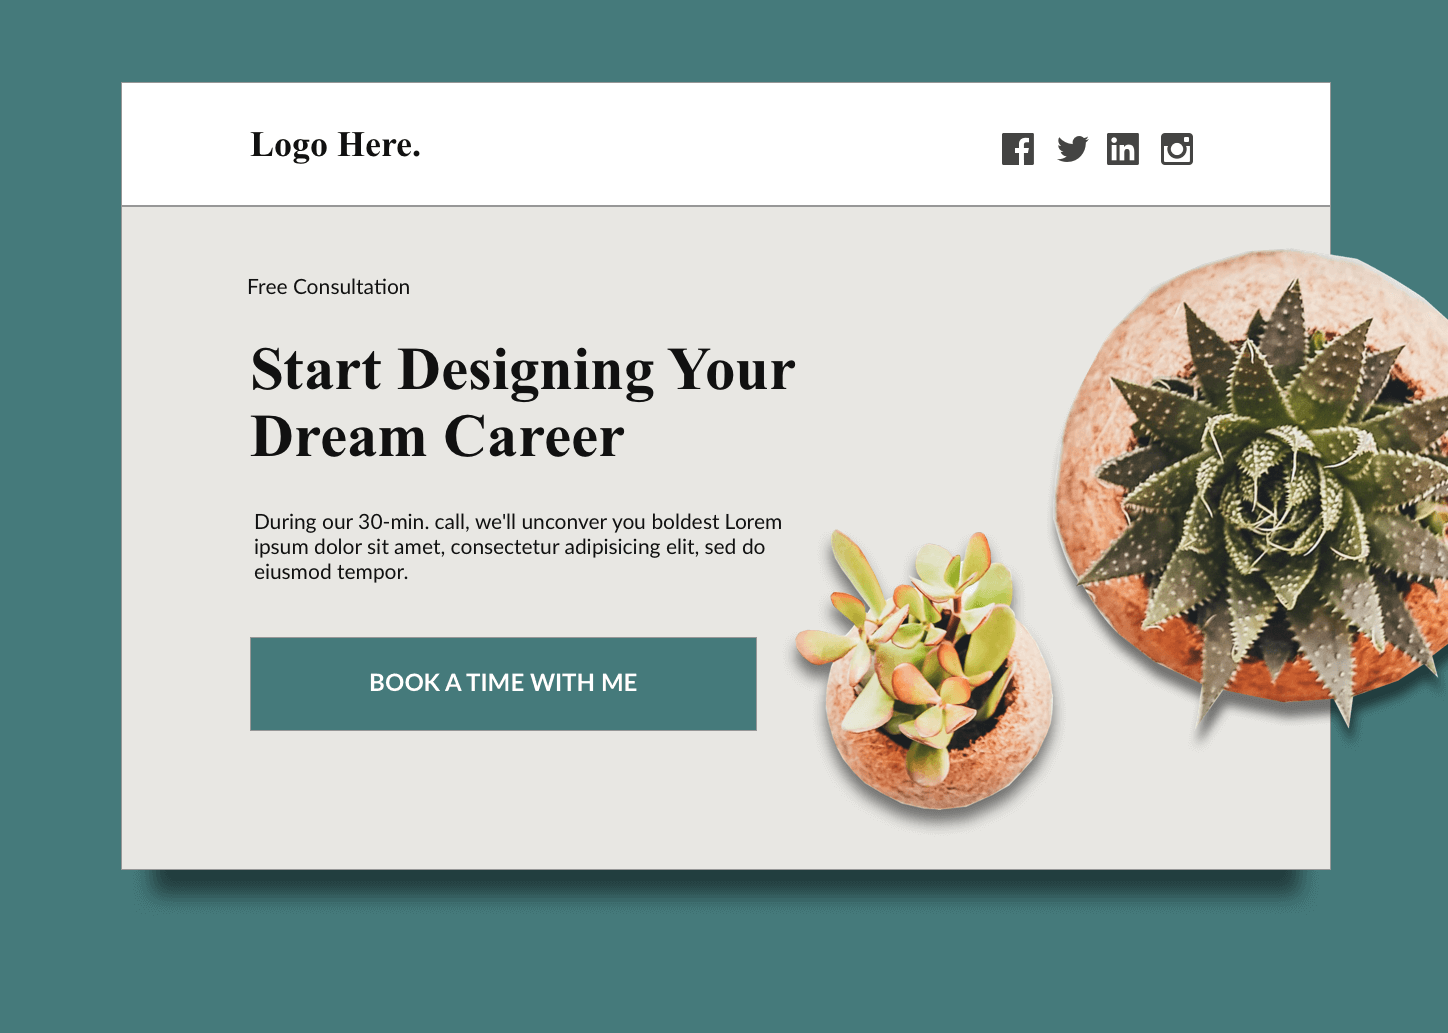 Logo Here.
Free Consultation
Start Designing Your
Dream Career
During our 30-min. call, we'll unconver you boldest Lorem
ipsum dolor sit amet, consectetur adipisicing elit, sed do
eiusmod tempor.
BOOK A TIME WITH ME